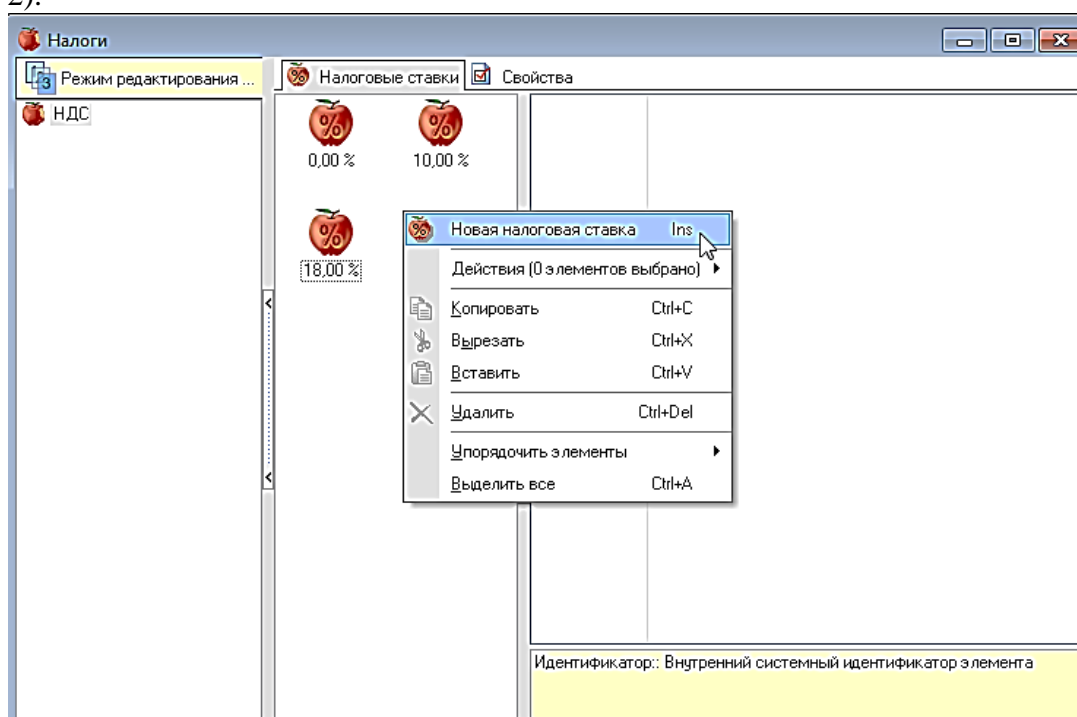 2).
Налоги
Режим редактирования ...
Налоговые ставки Свойства
НДС
0,00 % 10,00 %
18,00 %
Новая налоговая ставка Ins
Действия (0 элементов выбрано)
Копировать Ctrl+C
Вырезать Ctrl+X
Вставить Ctrl+V
Удалить Ctrl+Del
Упорядочить элементы
Выделить все Ctrl+A
Идентификатор:: Внутренний системный идентификатор элемента